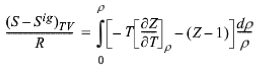 (S−S^ig)_TV / R = ∫_0^ρ [−T[∂Z/∂T]_ρ −(Z−1)] dρ/ρ